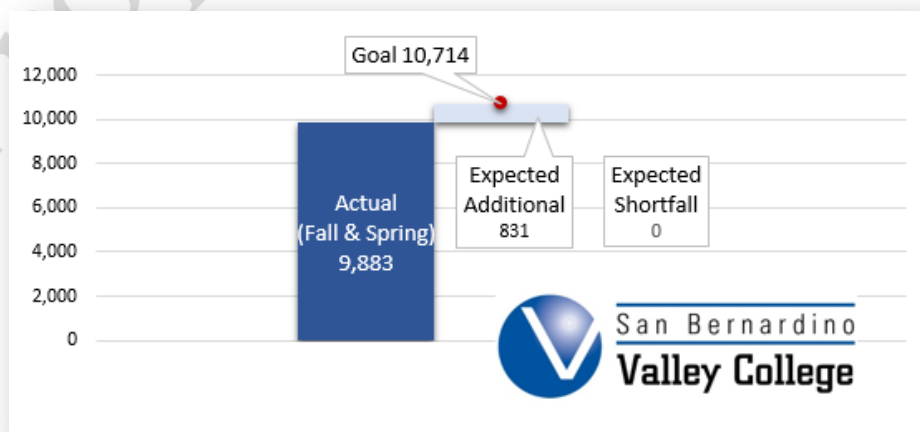 Goal 10,714
12,000
10,000
8,000
6,000
4,000
2,000
0
Actual
(Fall & Spring)
9,883
Expected
Additional
831
Expected
Shortfall
0
San Bernardino
Valley College